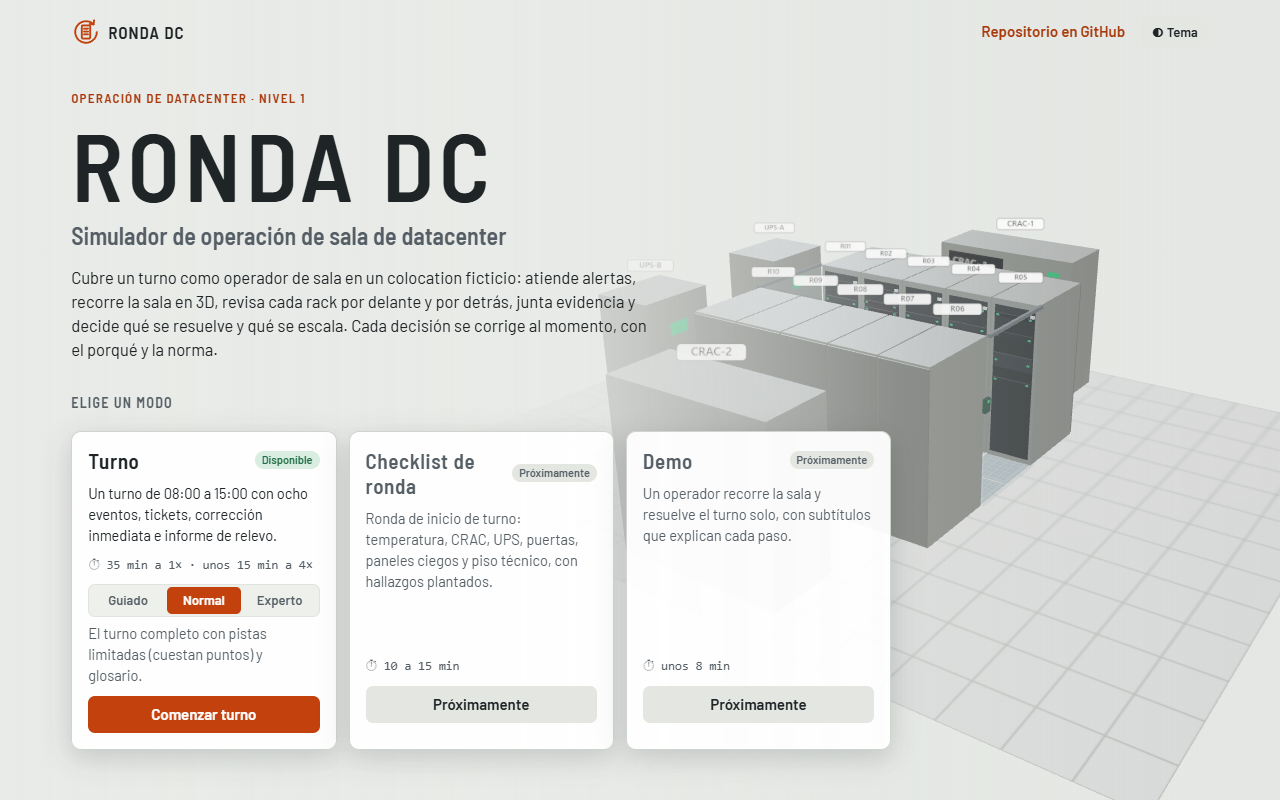 RONDA DC
Repositorio en GitHub
Tema
OPERACIÓN DE DATACENTER · NIVEL 1
RONDA DC
Simulador de operación de sala de datacenter
Cubre un turno como operador de sala en un colocation ficticio: atiende alertas,
recorre la sala en 3D, revisa cada rack por delante y por detrás, junta evidencia y
decide qué se resuelve y qué se escala. Cada decisión se corrige al momento, con
el porqué y la norma.
UPS-A
CRAC-1
R01
R02
R03
R04
R05
CRAC-1
UPS-B
R10
R09
R08
R07
R06
CRAC-2
ELIGE UN MODO
Turno
Disponible
Un turno de 08:00 a 15:00 con ocho
eventos, tickets, corrección
inmediata e informe de relevo.
⏱ 35 min a 1x · unos 15 min a 4x
Guiado
Normal
Experto
El turno completo con pistas
limitadas (cuestan puntos) y
glosario.
Comenzar turno
Checklist de
ronda
Próximamente
Ronda de inicio de turno:
temperatura, CRAC, UPS, puertas,
paneles ciegos y piso técnico, con
hallazgos plantados.
⏱ 10 a 15 min
Próximamente
Demo
Próximamente
Un operador recorre la sala y
resuelve el turno solo, con subtítulos
que explican cada paso.
⏱ unos 8 min
Próximamente